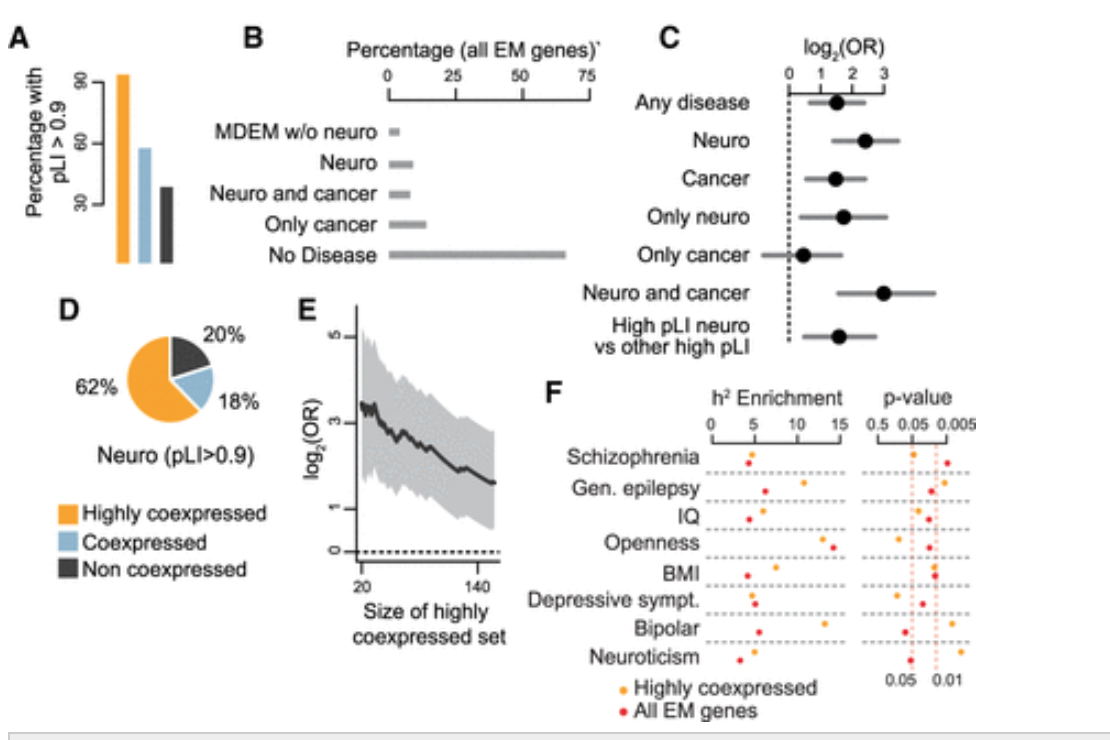 A
Percentage with
pLI > 0.9
90
60
30
B
Percentage (all EM genes)*
0 25 50 75
MDEM w/o neuro
Neuro
Neuro and cancer
Only cancer
No Disease
C
log2(OR)
0 1 2 3
Any disease
Neuro
Cancer
Only neuro
Only cancer
Neuro and cancer
High pLI neuro
vs other high pLI
D
20%
62%
18%
Neuro (pLI>0.9)
Highly coexpressed
Coexpressed
Non coexpressed
E
log2(OR)
5
3
1
0
20 140
Size of highly
coexpressed set
F
h² Enrichment p-value
0 5 10 15 0.5 0.05 0.005
Schizophrenia
Gen. epilepsy
IQ
Openness
BMI
Depressive sympt.
Bipolar
Neuroticism
0.05 0.01
Highly coexpressed
All EM genes